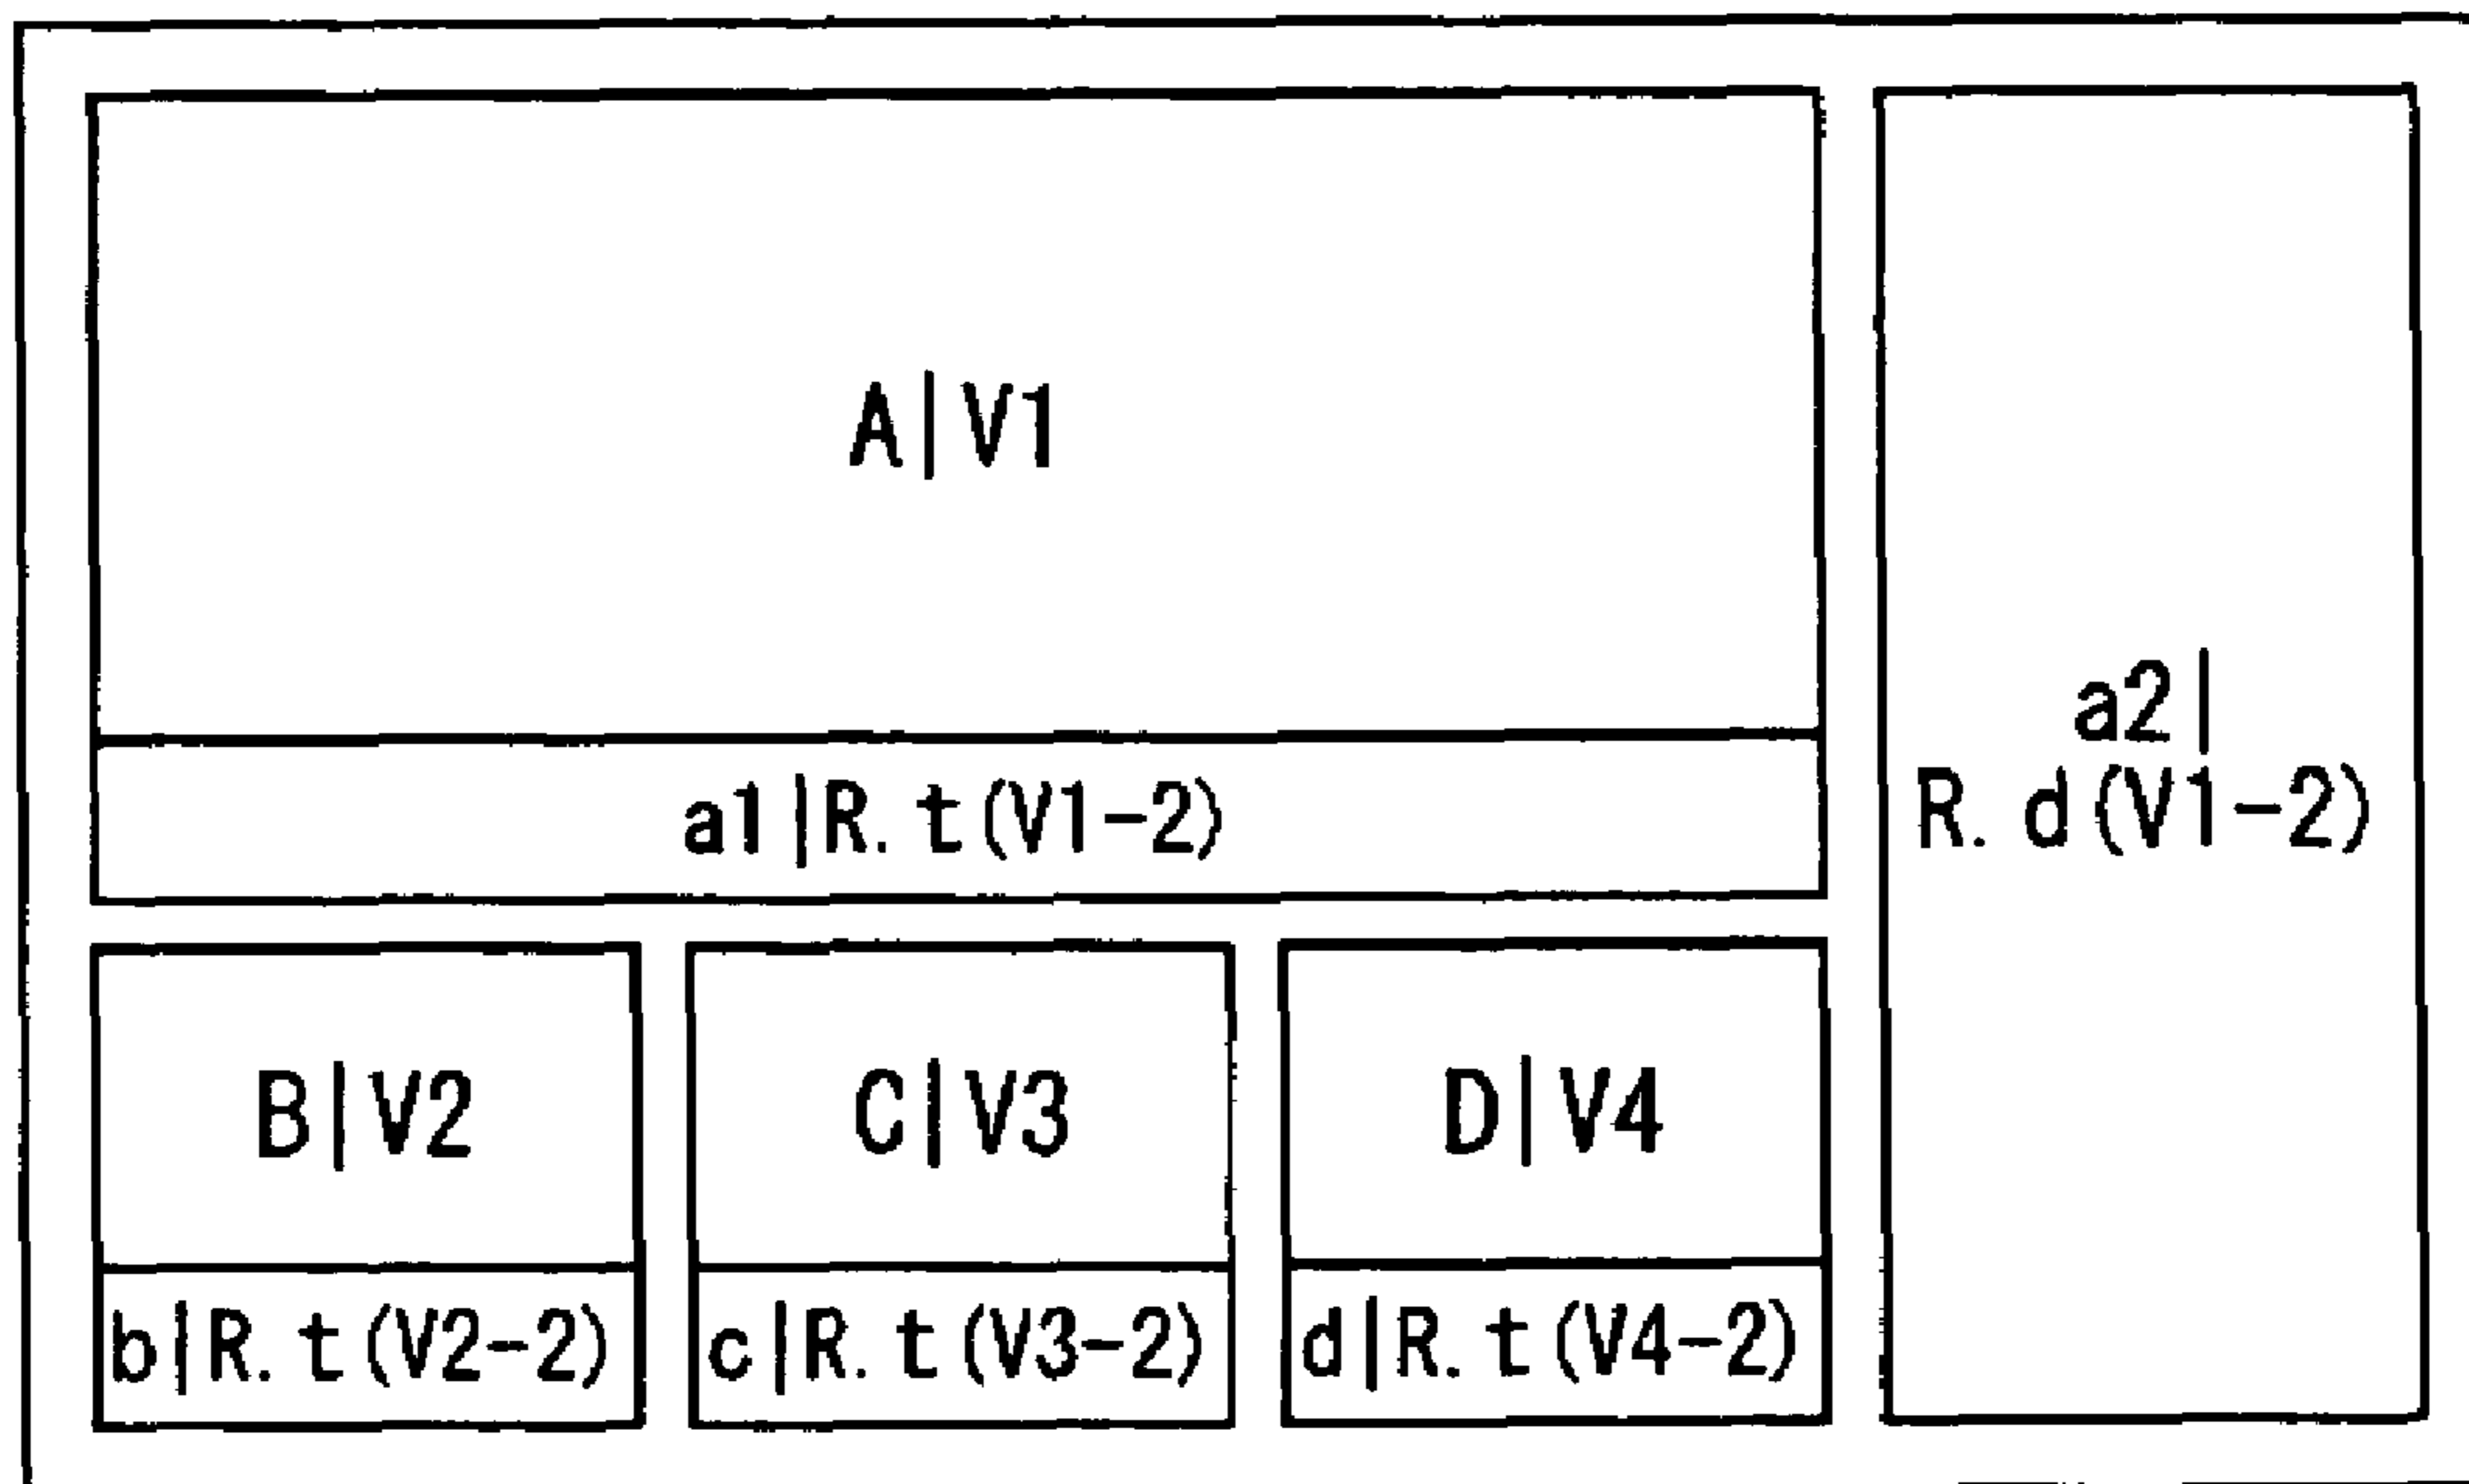 A|V1
a1|R.t(V1-2)
a2|
R.d(V1-2)
B|V2
C|V3
D|V4
b|R.t(V2-2)
c|R.t(V3-2)
d|R.t(V4-2)